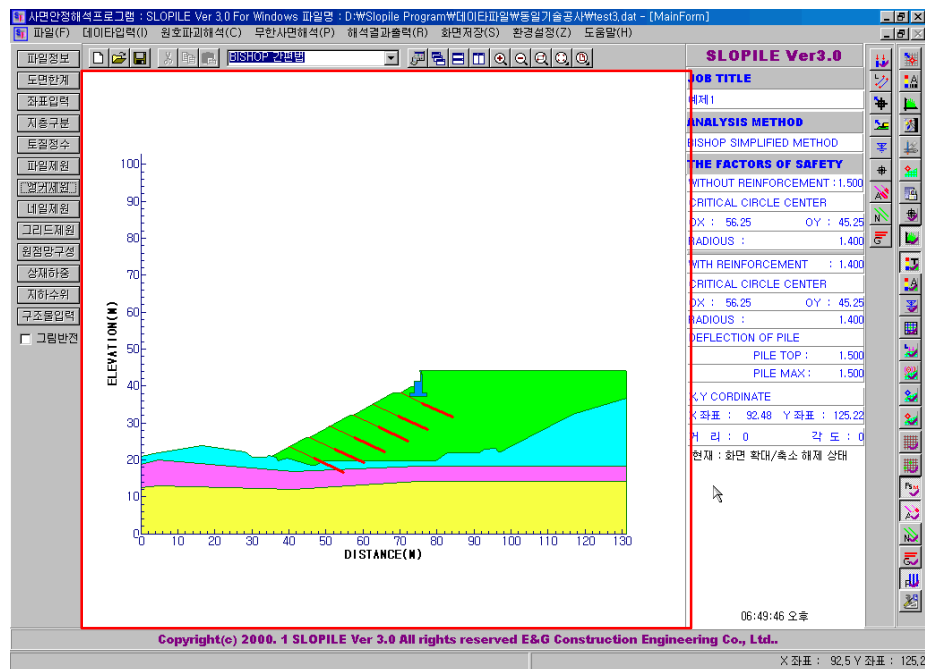 사면안정해석프로그램 : SLOPILE Ver 3,0 For Windows 파일명 : D:₩Slopile Program₩데이타파일₩동일기술공사₩test3,dat - [MainForm]
파일(F) 데이타입력(I) 원호파괴해석(C) 무한사면해석(P) 해석결과출력(R) 화면저장(S) 환경설정(Z) 도움말(H)
파일정보
도면한계
좌표입력
지층구분
토질정수
파일제원
앵커제원
네일제원
그리드제원
원점망구성
상재하중
지하수위
구조물입력
그림반전
BISHOP 간편법
ELEVATION(M)
100
90
80
70
60
50
40
30
20
10
0
0 10 20 30 40 50 60 70 80 90 100 110 120 130
DISTANCE(M)
SLOPILE Ver3.0
JOB TITLE
예제1
ANALYSIS METHOD
BISHOP SIMPLIFIED METHOD
THE FACTORS OF SAFETY
WITHOUT REINFORCEMENT : 1.500
CRITICAL CIRCLE CENTER
OX : 56.25 OY : 45.25
RADIOUS : 1.400
WITH REINFORCEMENT : 1.400
CRITICAL CIRCLE CENTER
OX : 56.25 OY : 45.25
RADIOUS : 1.400
DEFLECTION OF PILE
PILE TOP : 1.500
PILE MAX : 1.500
X,Y CORDINATE
X 좌표 : 92.48 Y 좌표 : 125.22
거 리 : 0 각 도 : 0
현재 : 화면 확대/축소 해제 상태
06:49:46 오후
Copyright(c) 2000. 1 SLOPILE Ver 3.0 All rights reserved E&G Construction Engineering Co., Ltd..
X 좌표 : 92,5 Y 좌표 : 125,2